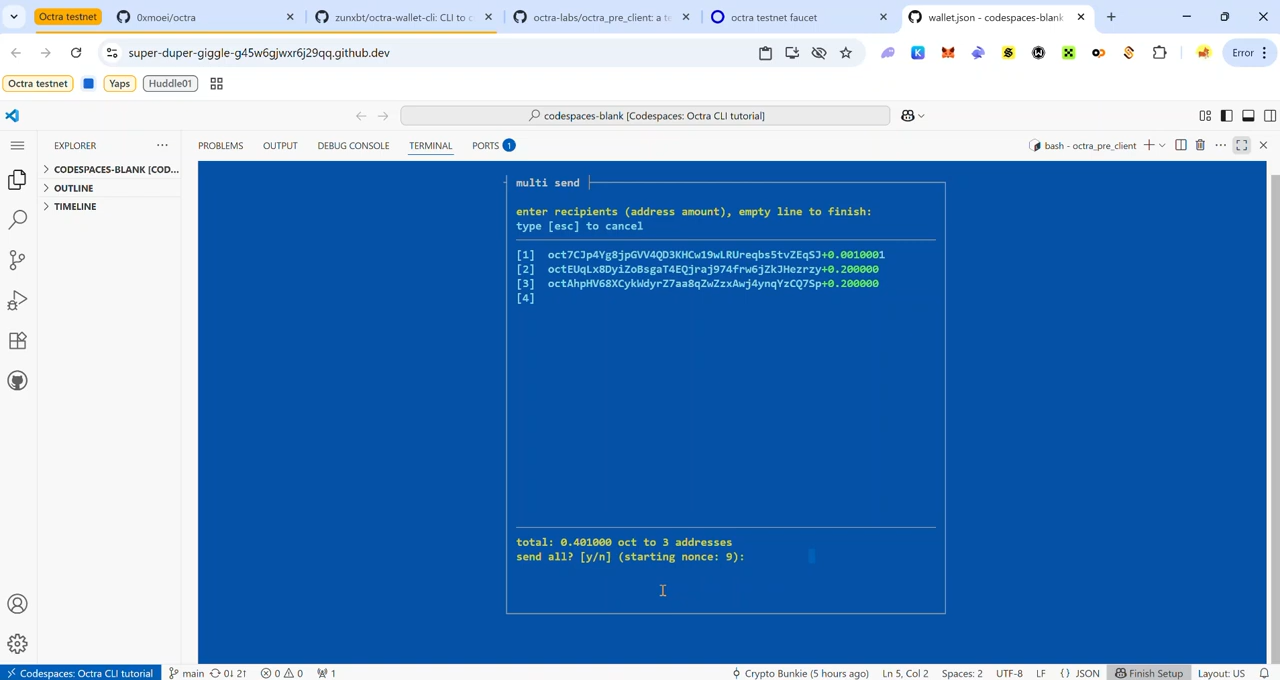 Octra testnet
0xmoei/octra
zunxbt/octra-wallet-cli: CLI to c
octra-labs/octra_pre_client: a te
octra testnet faucet
wallet.json - codespaces-blank
super-duper-giggle-g45w6gjwxr6j29qq.github.dev
Error
Octra testnet
Yaps
Huddle01
codespaces-blank [Codespaces: Octra CLI tutorial]
EXPLORER
PROBLEMS
OUTPUT
DEBUG CONSOLE
TERMINAL
PORTS 1
bash - octra_pre_client
CODESPACES-BLANK [COD...
OUTLINE
TIMELINE
multi send
enter recipients (address amount), empty line to finish:
type [esc] to cancel
[1] oct7CJp4Yg8jpGVV4QD3KHCw19wLRUreqbs5tvZEqSJ+0.0010001
[2] octEUqLx8DyiZoBsgaT4EQjraj974frw6jZkJHezrzy+0.200000
[3] octAhpHV68XCykWdyrZ7aa8qZwZzxAwj4ynqYzCQ7Sp+0.200000
[4]
total: 0.401000 oct to 3 addresses
send all? [y/n] (starting nonce: 9):
Codespaces: Octra CLI tutorial
main
0↓ 2↑
0
0
1
Crypto Bunkie (5 hours ago)
Ln 5, Col 2
Spaces: 2
UTF-8
LF
{ } JSON
Finish Setup
Layout: US